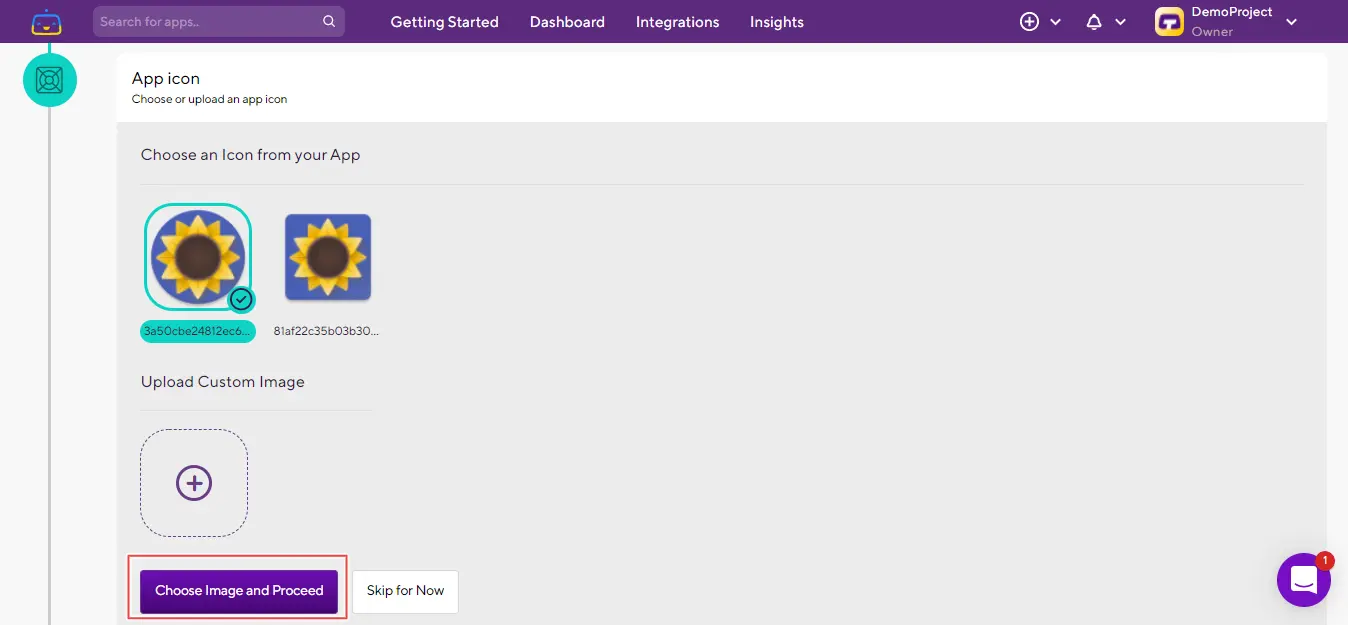 Search for apps..
Getting Started
Dashboard
Integrations
Insights
DemoProject
Owner
App icon
Choose or upload an app icon
Choose an Icon from your App
3a50cbe24812ec6...
81af22c35b03b30...
Upload Custom Image
Choose Image and Proceed
Skip for Now
1